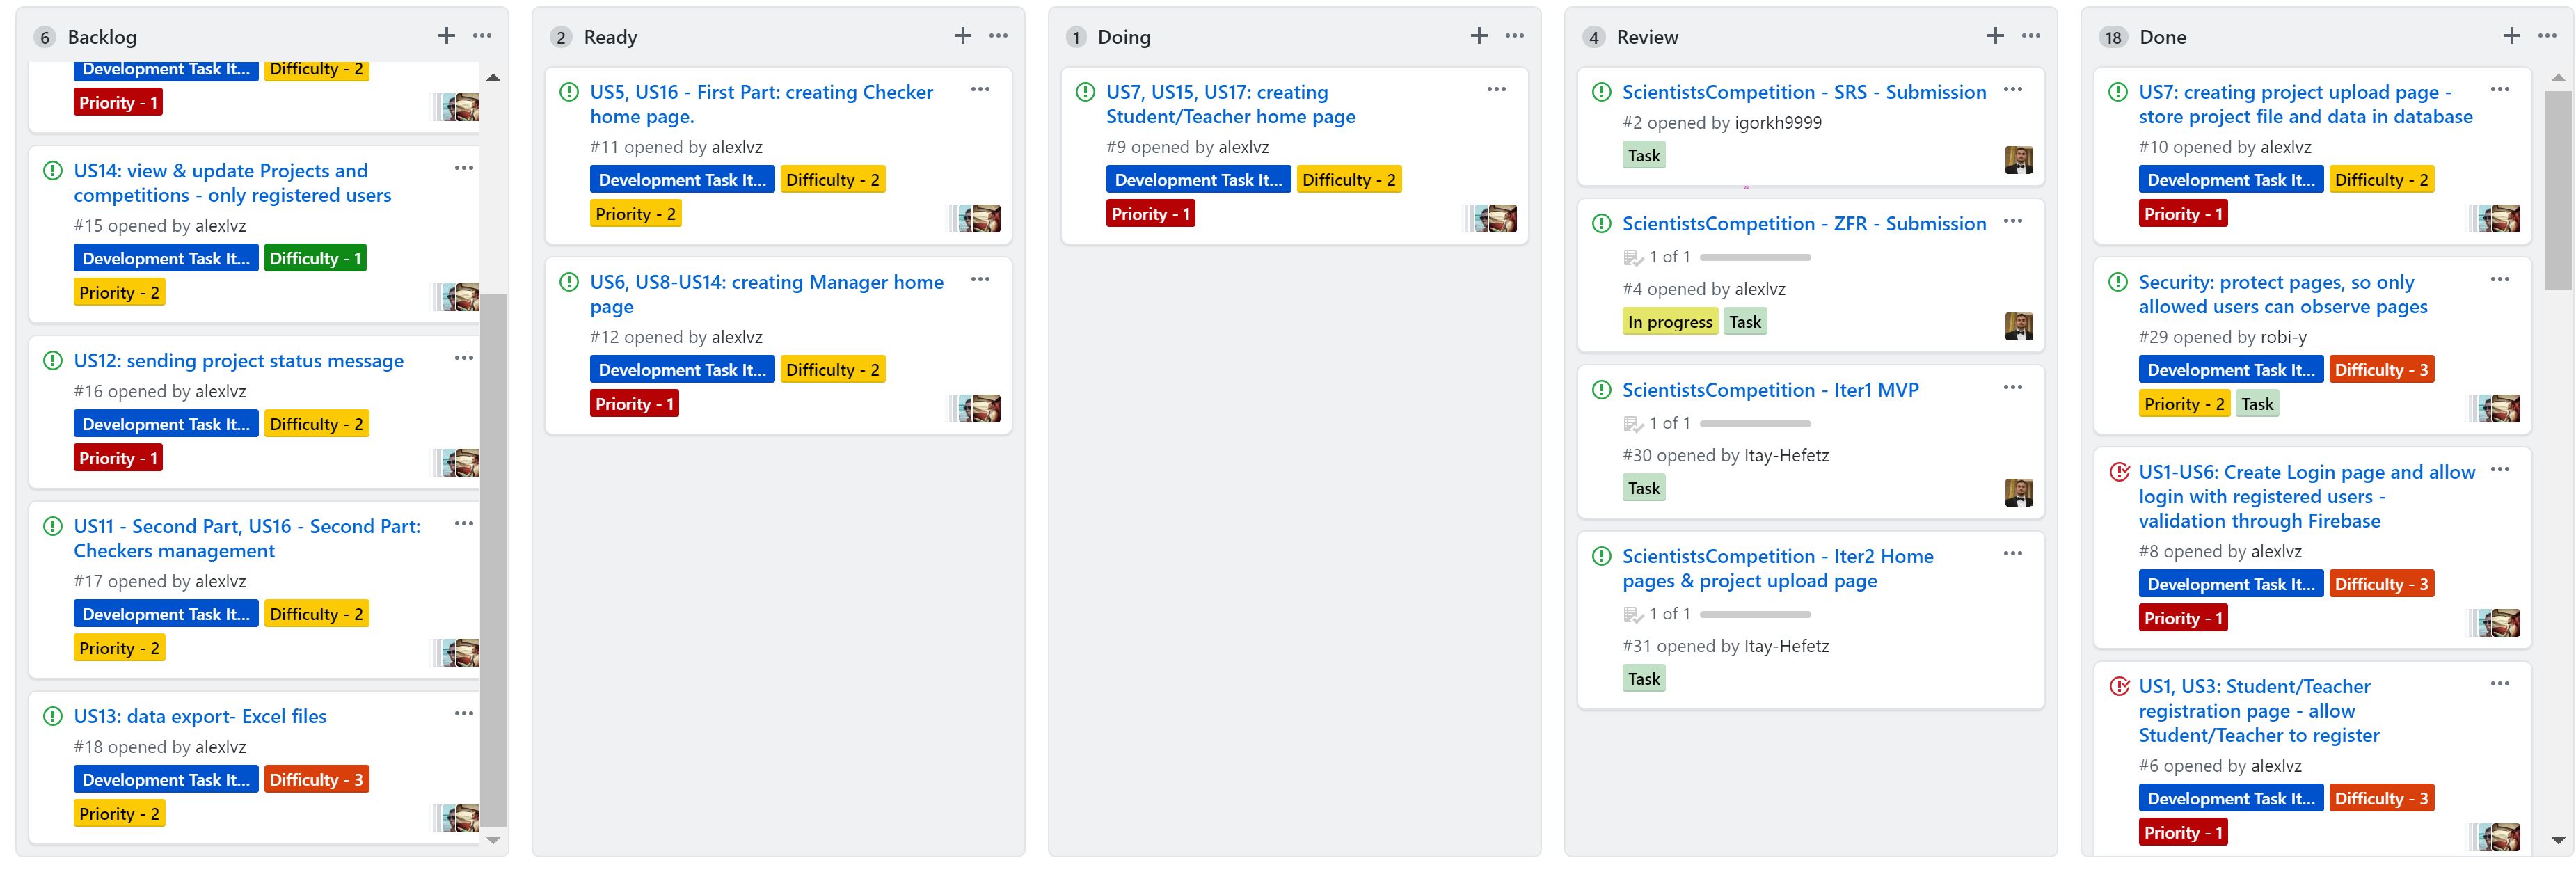 6 Backlog
Development Task It... Difficulty - 2
Priority - 1
US14: view & update Projects and
competitions - only registered users
#15 opened by alexlvz
Development Task It... Difficulty - 1
Priority - 2
US12: sending project status message
#16 opened by alexlvz
Development Task It... Difficulty - 2
Priority - 1
US11 - Second Part, US16 - Second Part:
Checkers management
#17 opened by alexlvz
Development Task It... Difficulty - 2
Priority - 2
US13: data export- Excel files
#18 opened by alexlvz
Development Task It... Difficulty - 3
Priority - 2
2 Ready
US5, US16 - First Part: creating Checker
home page.
#11 opened by alexlvz
Development Task It... Difficulty - 2
Priority - 2
US6, US8-US14: creating Manager home
page
#12 opened by alexlvz
Development Task It... Difficulty - 2
Priority - 1
1 Doing
US7, US15, US17: creating
Student/Teacher home page
#9 opened by alexlvz
Development Task It... Difficulty - 2
Priority - 1
4 Review
ScientistsCompetition - SRS - Submission
#2 opened by igorkh9999
Task
ScientistsCompetition - ZFR - Submission
1 of 1
#4 opened by alexlvz
In progress Task
ScientistsCompetition - Iter1 MVP
1 of 1
#30 opened by Itay-Hefetz
Task
ScientistsCompetition - Iter2 Home
pages & project upload page
1 of 1
#31 opened by Itay-Hefetz
Task
18 Done
US7: creating project upload page -
store project file and data in database
#10 opened by alexlvz
Development Task It... Difficulty - 2
Priority - 1
Security: protect pages, so only
allowed users can observe pages
#29 opened by robi-y
Development Task It... Difficulty - 3
Priority - 2 Task
US1-US6: Create Login page and allow
login with registered users -
validation through Firebase
#8 opened by alexlvz
Development Task It... Difficulty - 3
Priority - 1
US1, US3: Student/Teacher
registration page - allow
Student/Teacher to register
#6 opened by alexlvz
Development Task It... Difficulty - 3
Priority - 1